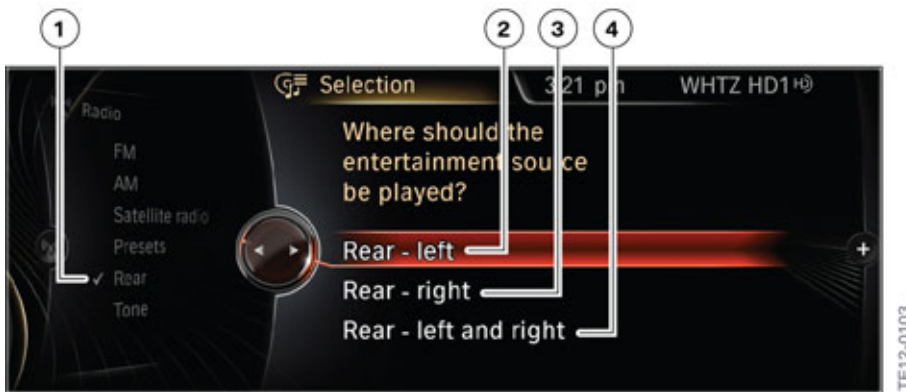 1
2
3
4
Selection
3:21 pm
WHTZ HD1
Radio
FM
AM
Satellite radio
Presets
✓ Rear
Tone
Where should the
entertainment source
be played?
Rear - left
Rear - right
Rear - left and right
+
TE12-0103